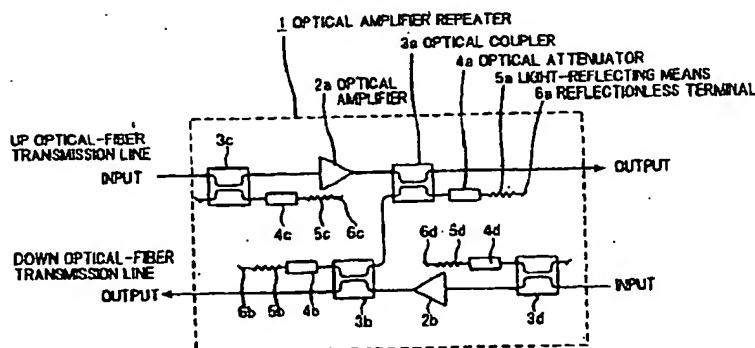 1 OPTICAL AMPLIFIER REPEATER
3a OPTICAL COUPLER
4a OPTICAL ATTENUATOR
5a LIGHT-REFLECTING MEANS
6a REFLECTIONLESS TERMINAL
2a OPTICAL
AMPLIFIER
UP OPTICAL-FIBER
TRANSMISSION LINE
3c
INPUT
OUTPUT
4c
5c
6c
DOWN OPTICAL-FIBER
TRANSMISSION LINE
6d
5d
4d
OUTPUT
INPUT
6b
5b
4b
3b
2b
3d